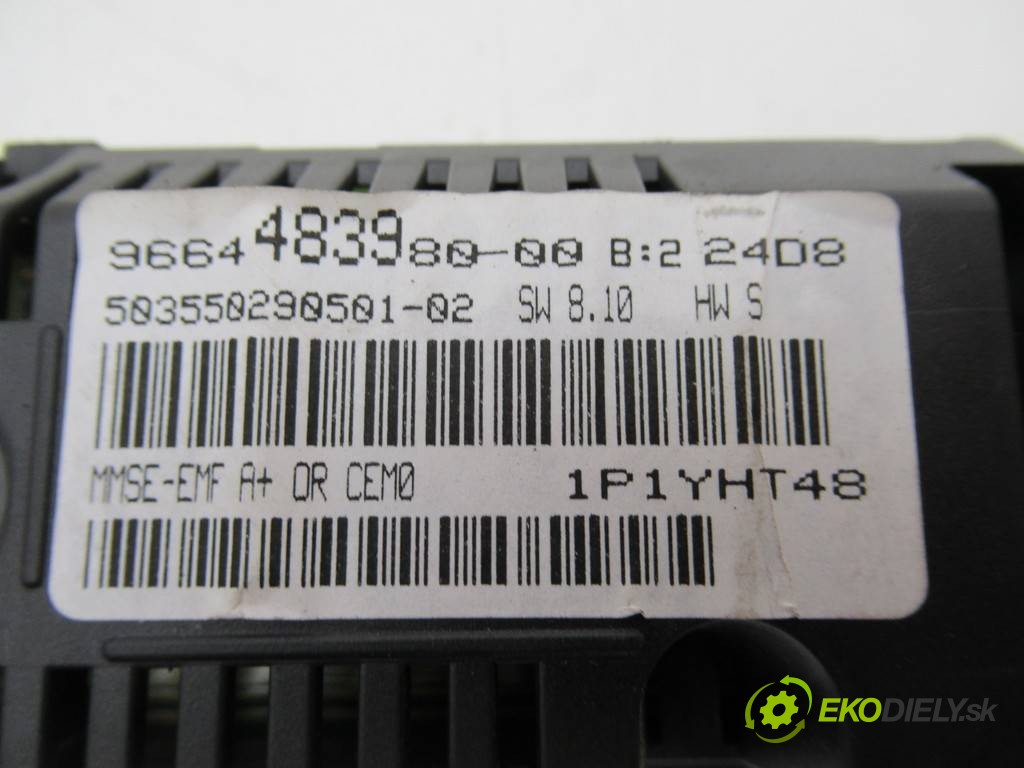 9664483980-00 B:2 24D8
503550290501-02 SW 8.10 HW S
MMSE-EMF A+ OR CEM0
1P1YHT48
EKODIELY.sk